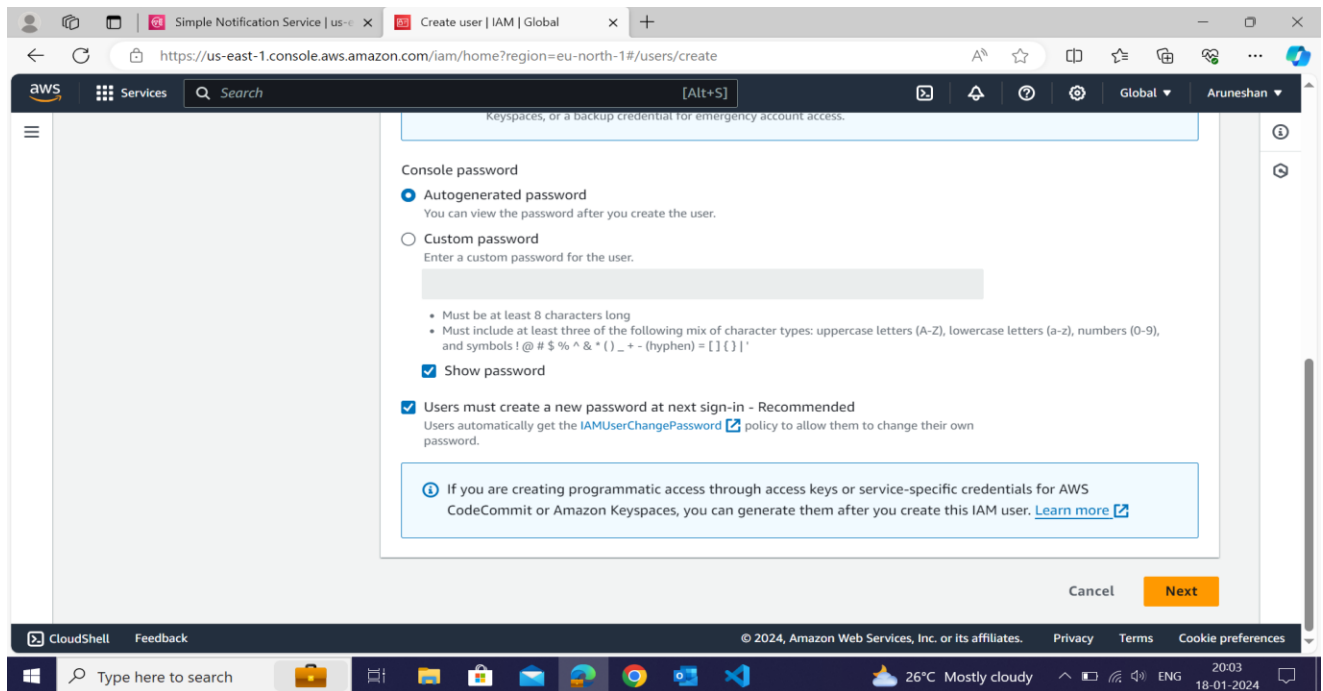 Simple Notification Service | us-e
Create user | IAM | Global
https://us-east-1.console.aws.amazon.com/iam/home?region=eu-north-1#/users/create
aws
Services
Search
[Alt+S]
Global
Aruneshan
Keyspaces, or a backup credential for emergency account access.
Console password
Autogenerated password
You can view the password after you create the user.
Custom password
Enter a custom password for the user.
• Must be at least 8 characters long
• Must include at least three of the following mix of character types: uppercase letters (A-Z), lowercase letters (a-z), numbers (0-9),
and symbols ! @ # $ % ^ & * ( ) _ + - (hyphen) = [ ] { } | '
Show password
Users must create a new password at next sign-in - Recommended
Users automatically get the IAMUserChangePassword policy to allow them to change their own
password.
If you are creating programmatic access through access keys or service-specific credentials for AWS
CodeCommit or Amazon Keyspaces, you can generate them after you create this IAM user. Learn more
Cancel
Next
CloudShell
Feedback
© 2024, Amazon Web Services, Inc. or its affiliates.
Privacy
Terms
Cookie preferences
Type here to search
26°C Mostly cloudy
ENG
20:03
18-01-2024